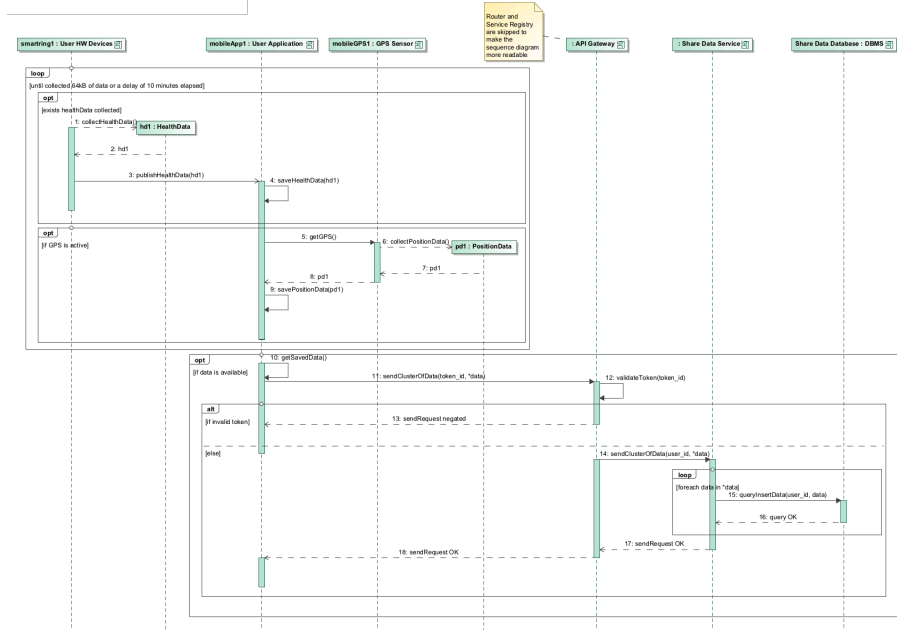 Router and
Service Registry
are skipped to
make the
sequence diagram
more readable
smartring1 : User HW Devices
mobileApp1 : User Application
mobileGPS1 : GPS Sensor
: API Gateway
: Share Data Service
Share Data Database : DBMS
loop
[until collected 64kB of data or a delay of 10 minutes elapsed]
opt
[exists healthData collected]
1: collectHealthData()
hd1 : HealthData
2: hd1
3: publishHealthData(hd1)
4: saveHealthData(hd1)
opt
[if GPS is active]
5: getGPS()
6: collectPositionData()
pd1 : PositionData
7: pd1
8: pd1
9: savePositionData(pd1)
opt
10: getSavedData()
[if data is available]
11: sendClusterOfData(token_id, *data)
12: validateToken(token_id)
alt
[if invalid token]
13: sendRequest negated
[else]
14: sendClusterOfData(user_id, *data)
loop
[foreach data in *data]
15: queryInsertData(user_id, data)
16: query OK
17: sendRequest OK
18: sendRequest OK